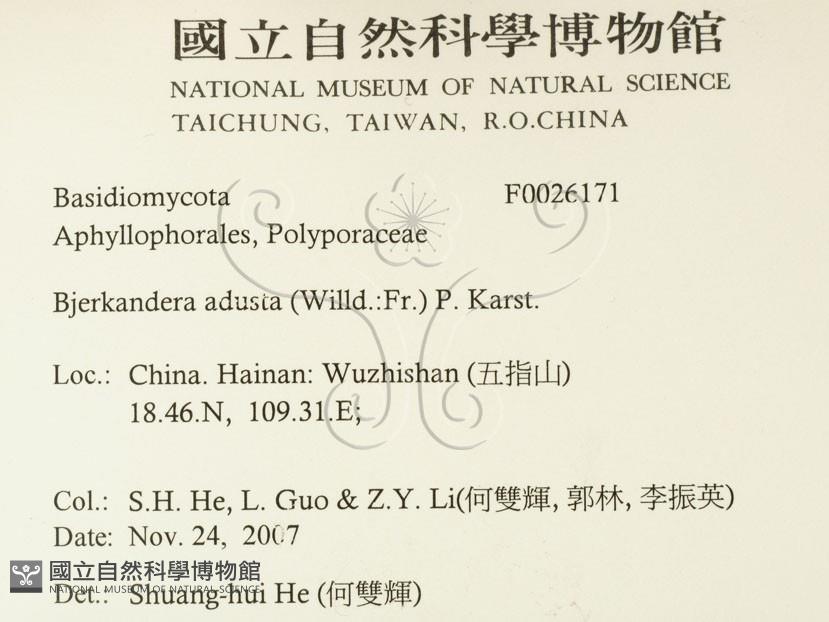 國立自然科學博物館
NATIONAL MUSEUM OF NATURAL SCIENCE
TAICHUNG, TAIWAN, R.O.CHINA
Basidiomycota F0026171
Aphyllophorales, Polyporaceae
Bjerkandera adusta (Willd.:Fr.) P. Karst.
Loc.: China. Hainan: Wuzhishan (五指山)
18.46.N, 109.31.E;
Col.: S.H. He, L. Guo & Z.Y. Li(何雙輝, 郭林, 李振英)
Date: Nov. 24, 2007
國立自然科學博物館
NATIONAL MUSEUM OF NATURAL SCIENCE
Det.: Shuang-hui He (何雙輝)